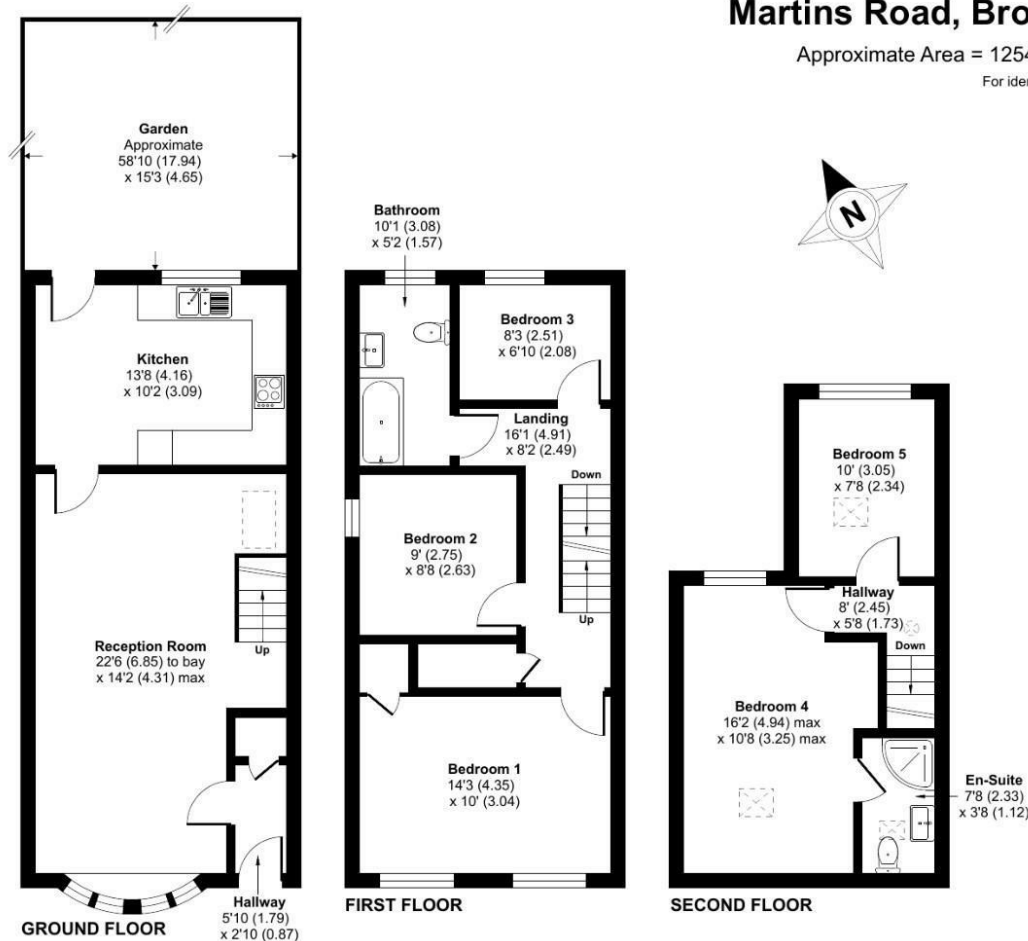 Martins Road, Bro
Approximate Area = 1254
For iden
N
Garden
Approximate
58'10 (17.94)
x 15'3 (4.65)
Kitchen
13'8 (4.16)
x 10'2 (3.09)
Reception Room
22'6 (6.85) to bay
x 14'2 (4.31) max
Up
Hallway
5'10 (1.79)
x 2'10 (0.87)
GROUND FLOOR
Bathroom
10'1 (3.08)
x 5'2 (1.57)
Bedroom 3
8'3 (2.51)
x 6'10 (2.08)
Landing
16'1 (4.91)
x 8'2 (2.49)
Down
Bedroom 2
9' (2.75)
x 8'8 (2.63)
Up
Bedroom 1
14'3 (4.35)
x 10' (3.04)
FIRST FLOOR
Bedroom 5
10' (3.05)
x 7'8 (2.34)
Hallway
8' (2.45)
x 5'8 (1.73)
Down
Bedroom 4
16'2 (4.94) max
x 10'8 (3.25) max
En-Suite
7'8 (2.33)
x 3'8 (1.12)
SECOND FLOOR